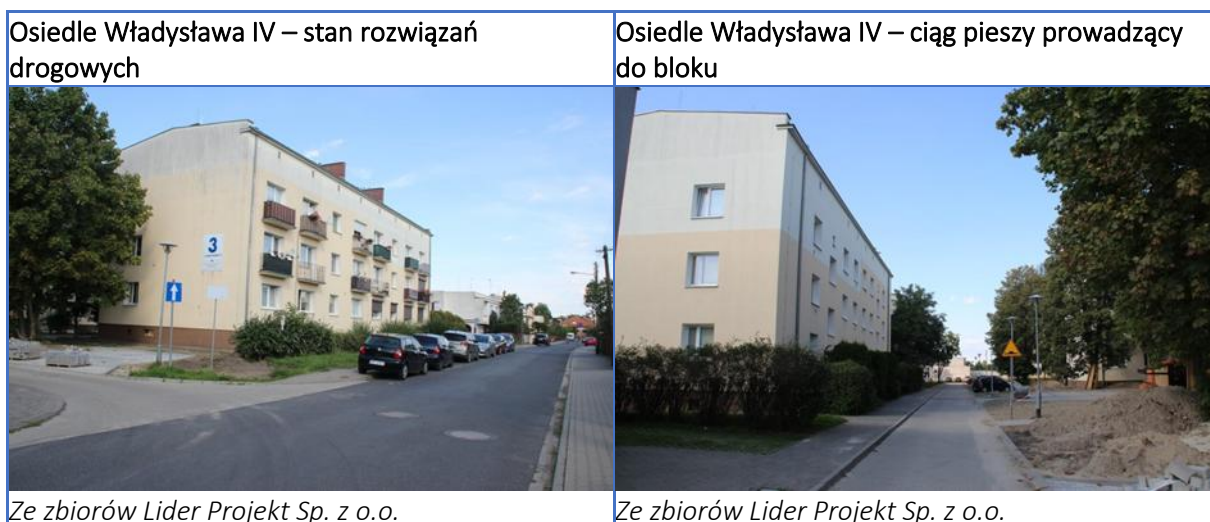 Osiedle Władysława IV – stan rozwiązań
drogowych
Osiedle Władysława IV – ciąg pieszy prowadzący
do bloku
3
Ze zbiorów Lider Projekt Sp. z o.o.
Ze zbiorów Lider Projekt Sp. z o.o.